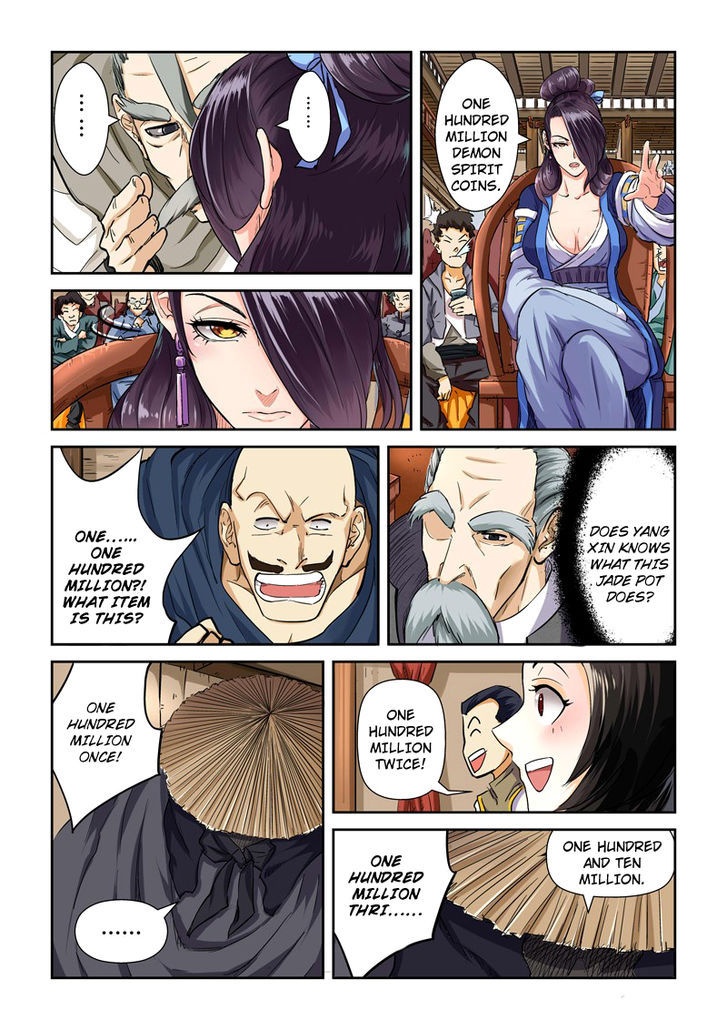 ......
......
ONE
HUNDRED
MILLION
DEMON
SPIRIT
COINS.
ONE......
ONE
HUNDRED
MILLION?!
WHAT ITEM
IS THIS?
DOES YANG
XIN KNOWS
WHAT THIS
JADE POT
DOES?
ONE
HUNDRED
MILLION
ONCE!
......
ONE
HUNDRED
MILLION
TWICE!
ONE
HUNDRED
MILLION
THRI......
ONE HUNDRED
AND TEN
MILLION.